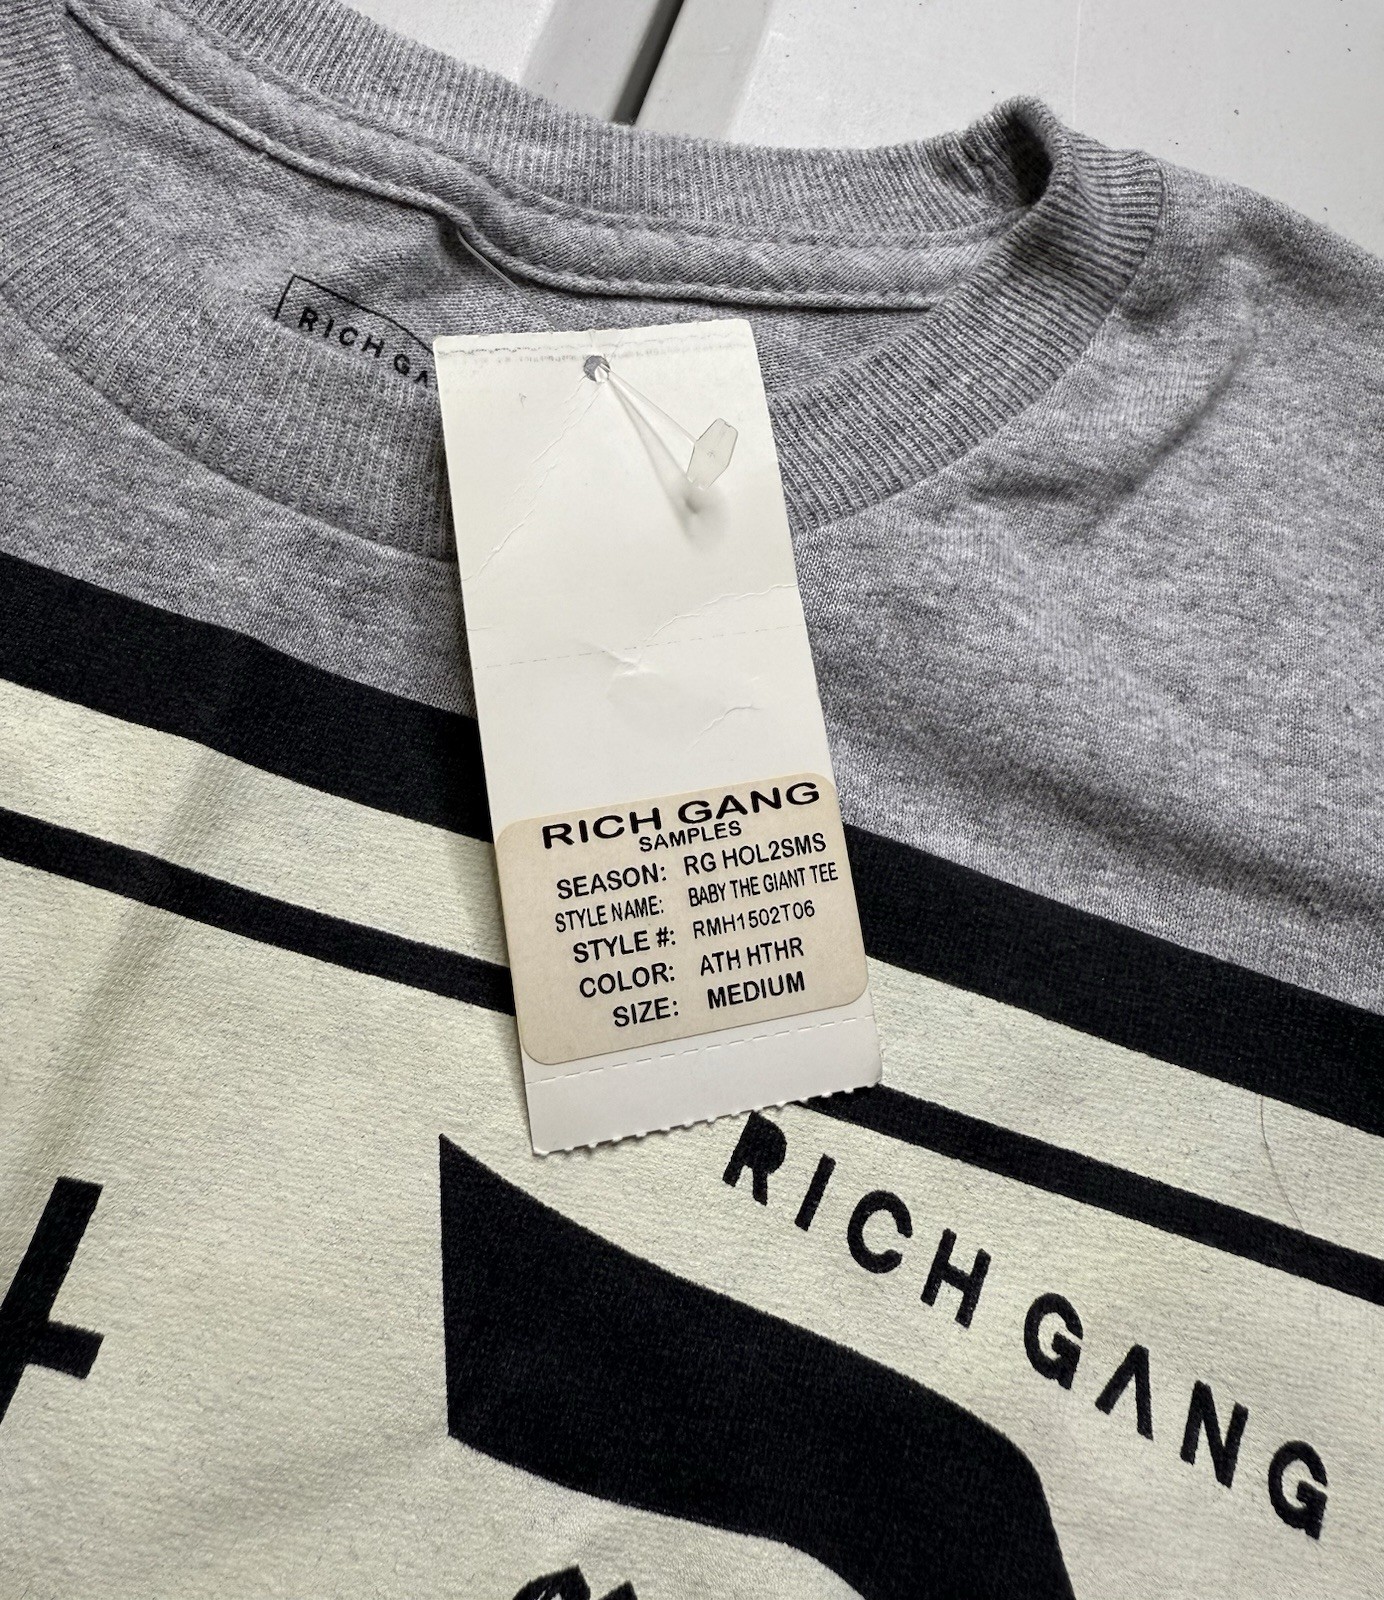 RICH GA
RICH GANG
SAMPLES
SEASON: RG HOL2SMS
STYLE NAME: BABY THE GIANT TEE
STYLE #: RMH1502T06
COLOR: ATH HTHR
SIZE: MEDIUM
RICH GANG